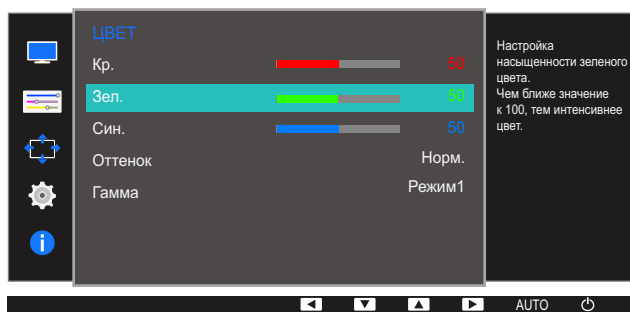 ЦВЕТ
Кр. 50
Зел. 50
Син. 50
Оттенок Норм.
Гамма Режим1
Настройка
насыщенности зеленого
цвета.
Чем ближе значение
к 100, тем интенсивнее
цвет.
AUTO